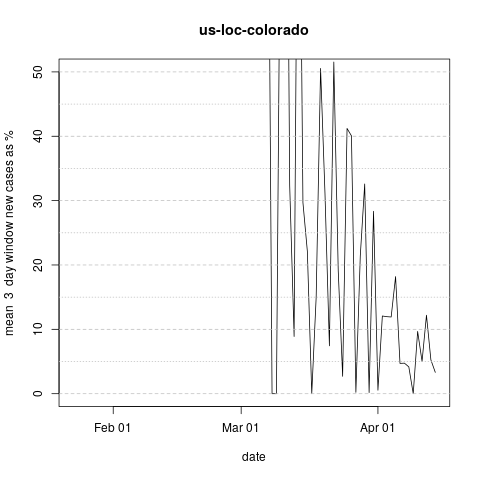 us-loc-colorado
mean  3  day window new cases as %
50
40
30
20
10
0
Feb 01
Mar 01
Apr 01
date